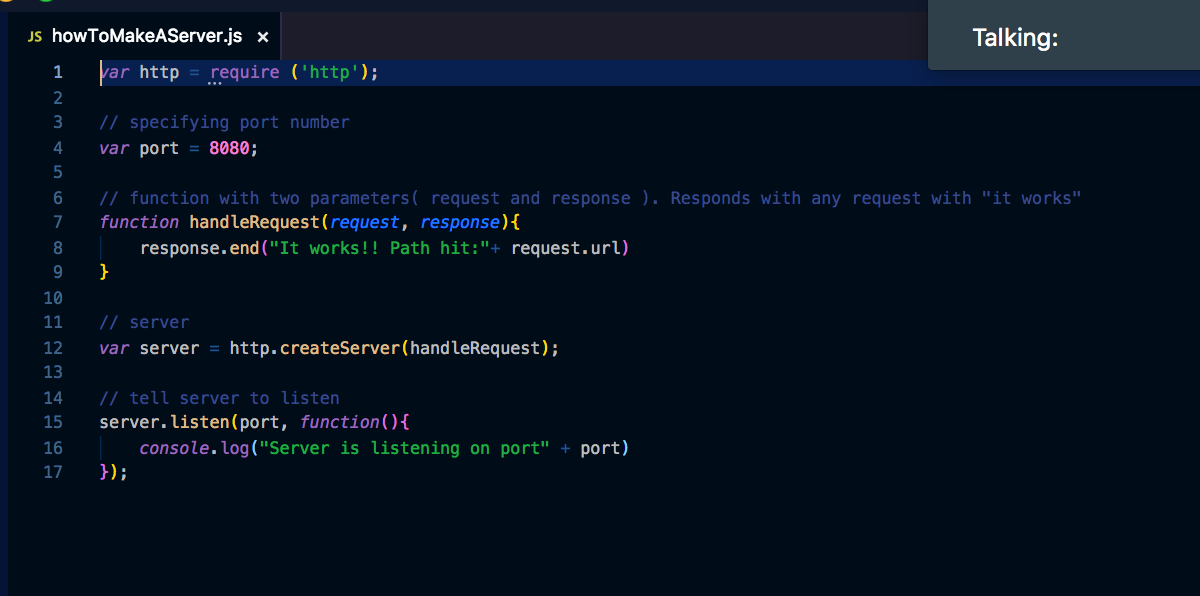 JS howToMakeAServer.js ×
Talking:
1 var http = require ('http');
2
3 // specifying port number
4 var port = 8080;
5
6 // function with two parameters( request and response ). Responds with any request with "it works"
7 function handleRequest(request, response){
8     response.end("It works!! Path hit:"+ request.url)
9 }
10
11 // server
12 var server = http.createServer(handleRequest);
13
14 // tell server to listen
15 server.listen(port, function(){
16     console.log("Server is listening on port" + port)
17 });